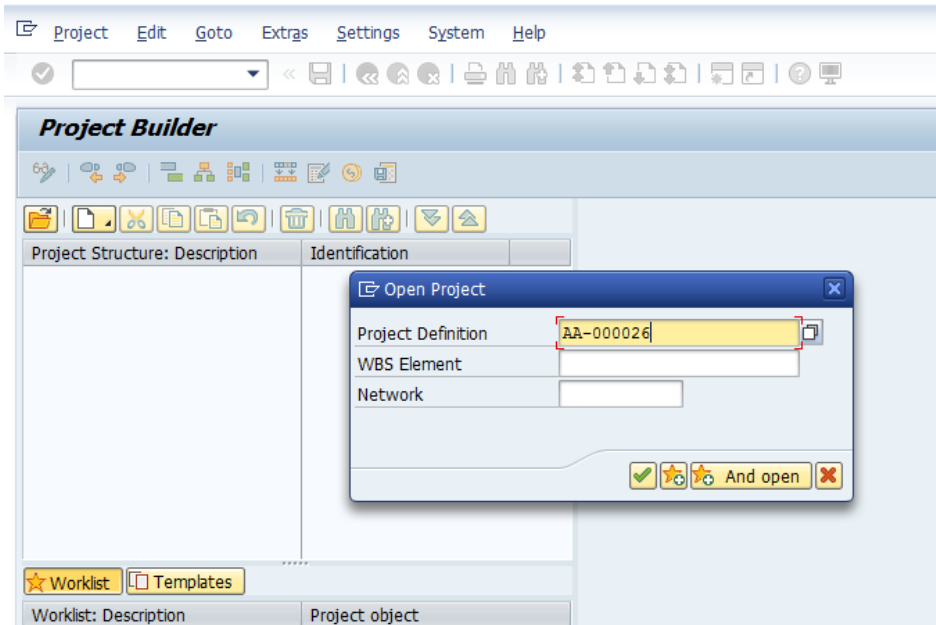 Project Edit Goto Extras Settings System Help
Project Builder
Project Structure: Description Identification
Open Project
Project Definition AA-000026
WBS Element
Network
And open
Worklist Templates
Worklist: Description Project object